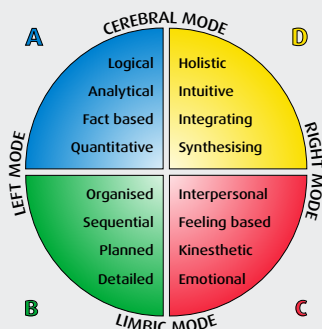 CEREBRAL MODE
A
D
Logical
Analytical
Fact based
Quantitative
Holistic
Intuitive
Integrating
Synthesising
LEFT MODE
RIGHT MODE
Organised
Sequential
Planned
Detailed
Interpersonal
Feeling based
Kinesthetic
Emotional
B
C
LIMBIC MODE